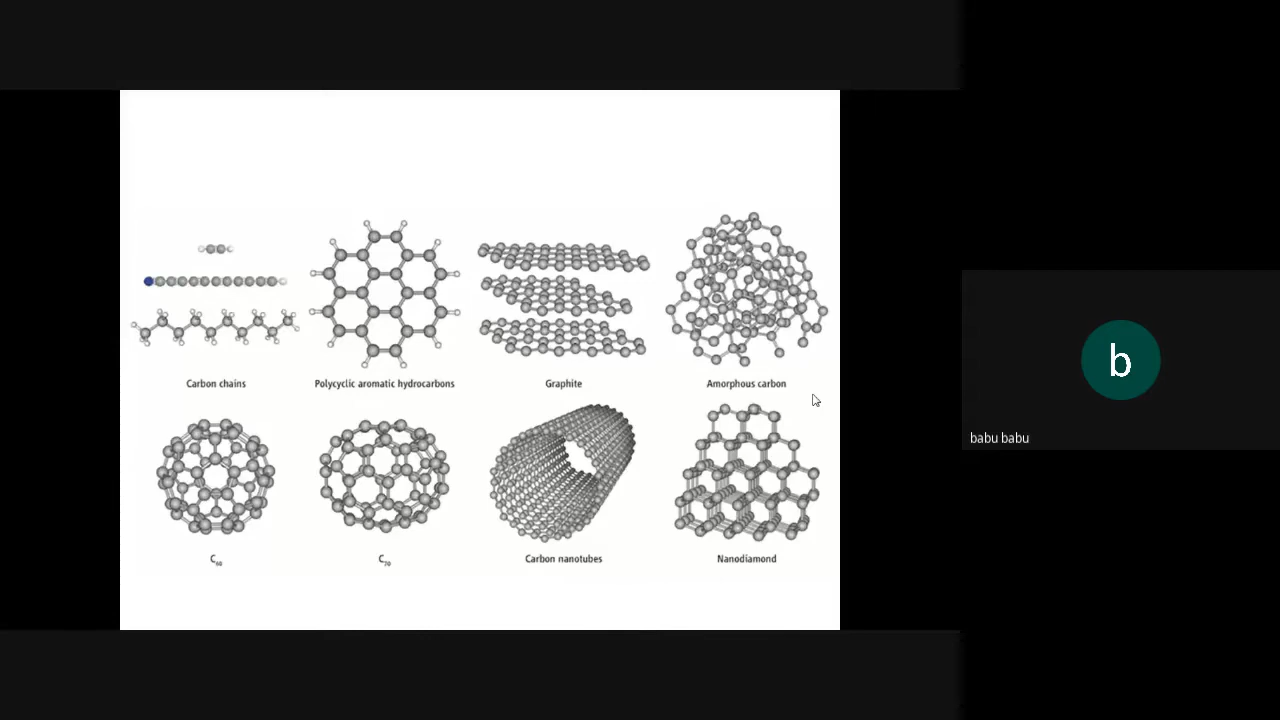 Carbon chains
Polycyclic aromatic hydrocarbons
Graphite
Amorphous carbon
C60
C70
Carbon nanotubes
Nanodiamond
b
babu babu